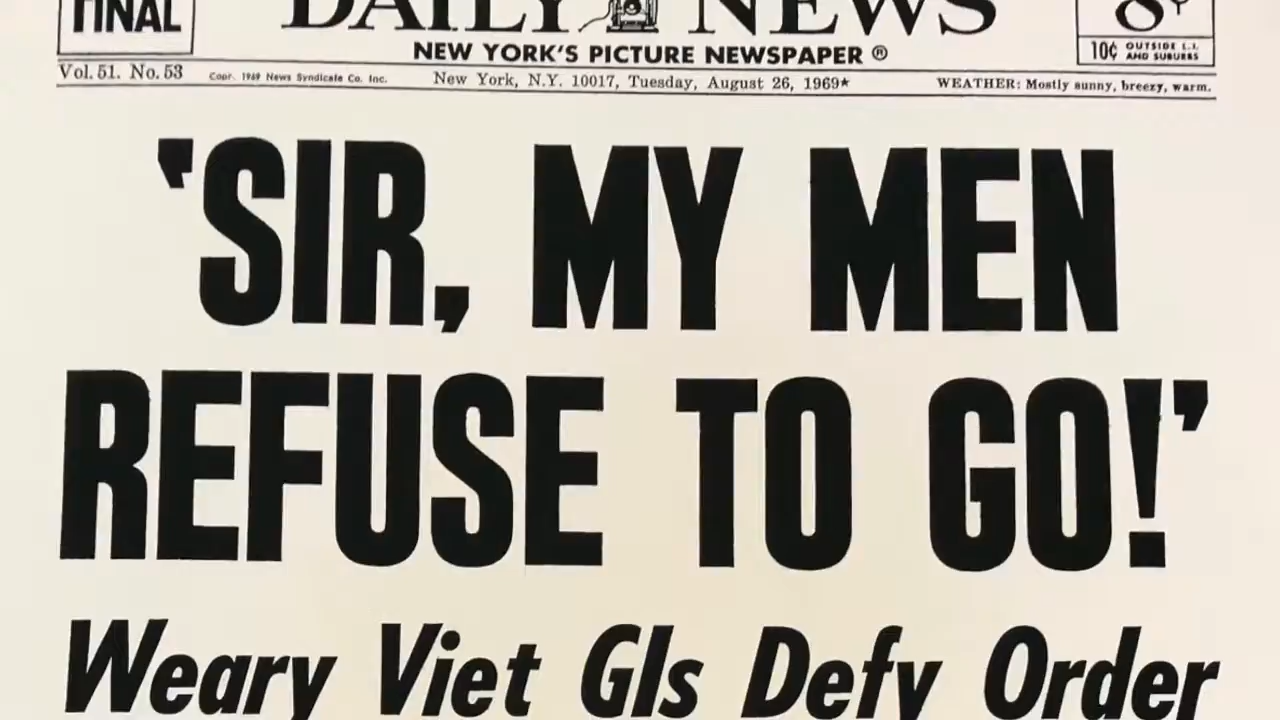 FINAL
DAILY NEWS
8¢
NEW YORK'S PICTURE NEWSPAPER ®
10¢ OUTSIDE L.I. AND SUBURBS
Vol. 51. No. 53 Copr. 1969 News Syndicate Co. Inc. New York, N.Y. 10017, Tuesday, August 26, 1969★ WEATHER: Mostly sunny, breezy, warm.
'SIR, MY MEN
REFUSE TO GO!'
Weary Viet GIs Defy Order